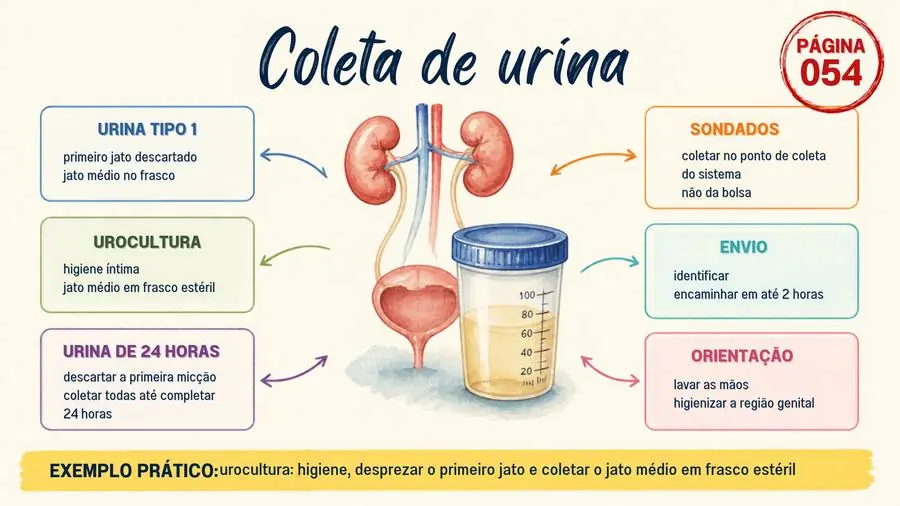 Coleta de urina
PÁGINA
054
URINA TIPO 1
primeiro jato descartado
jato médio no frasco
UROCULTURA
higiene íntima
jato médio em frasco estéril
URINA DE 24 HORAS
descartar a primeira micção
coletar todas até completar
24 horas
SONDADOS
coletar no ponto de coleta
do sistema
não da bolsa
ENVIO
identificar
encaminhar em até 2 horas
ORIENTAÇÃO
lavar as mãos
higienizar a região genital
100
80
60
40
20
EXEMPLO PRÁTICO: urocultura: higiene, desprezar o primeiro jato e coletar o jato médio em frasco estéril